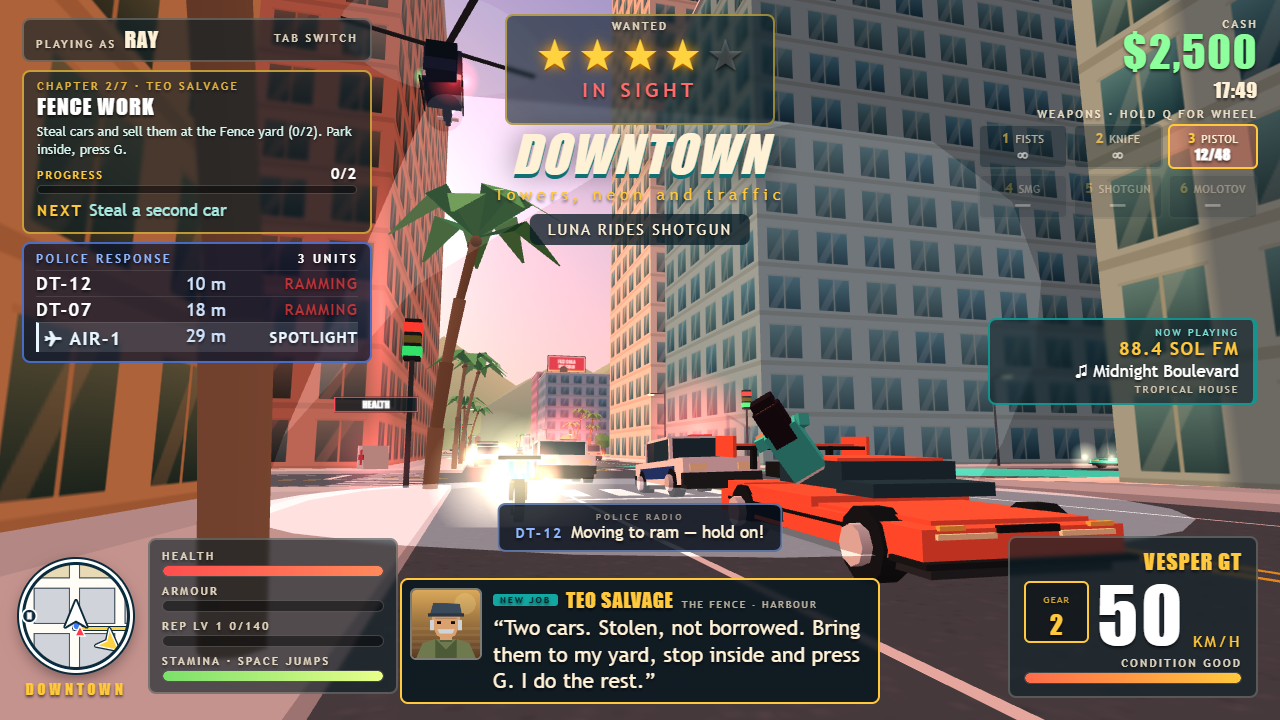 PLAYING AS RAY TAB SWITCH
CHAPTER 2/7 · TEO SALVAGE
FENCE WORK
Steal cars and sell them at the Fence yard (0/2). Park
inside, press G.
PROGRESS 0/2
NEXT Steal a second car
POLICE RESPONSE 3 UNITS
DT-12 10 m RAMMING
DT-07 18 m RAMMING
AIR-1 29 m SPOTLIGHT
WANTED
IN SIGHT
DOWNTOWN
Towers, neon and traffic
LUNA RIDES SHOTGUN
CASH
$2,500
17:49
WEAPONS · HOLD Q FOR WHEEL
1 FISTS ∞
2 KNIFE ∞
3 PISTOL 12/48
4 SMG —
5 SHOTGUN —
6 MOLOTOV —
NOW PLAYING
88.4 SOL FM
♫ Midnight Boulevard
TROPICAL HOUSE
HEALTH
POLICE RADIO
DT-12 Moving to ram — hold on!
HEALTH
ARMOUR
REP LV 1 0/140
STAMINA · SPACE JUMPS
DOWNTOWN
NEW JOB TEO SALVAGE THE FENCE · HARBOUR
“Two cars. Stolen, not borrowed. Bring
them to my yard, stop inside and press
G. I do the rest.”
VESPER GT
GEAR
2
50 KM/H
CONDITION GOOD